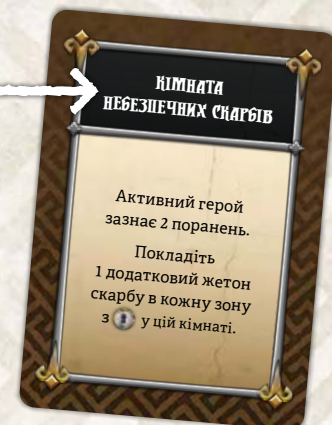 КІМНАТА
НЕБЕЗПЕЧНИХ СКАРБІВ
Активний герой
зазнає 2 поранень.
Покладіть
1 додатковий жетон
скарбу в кожну зону
з у цій кімнаті.